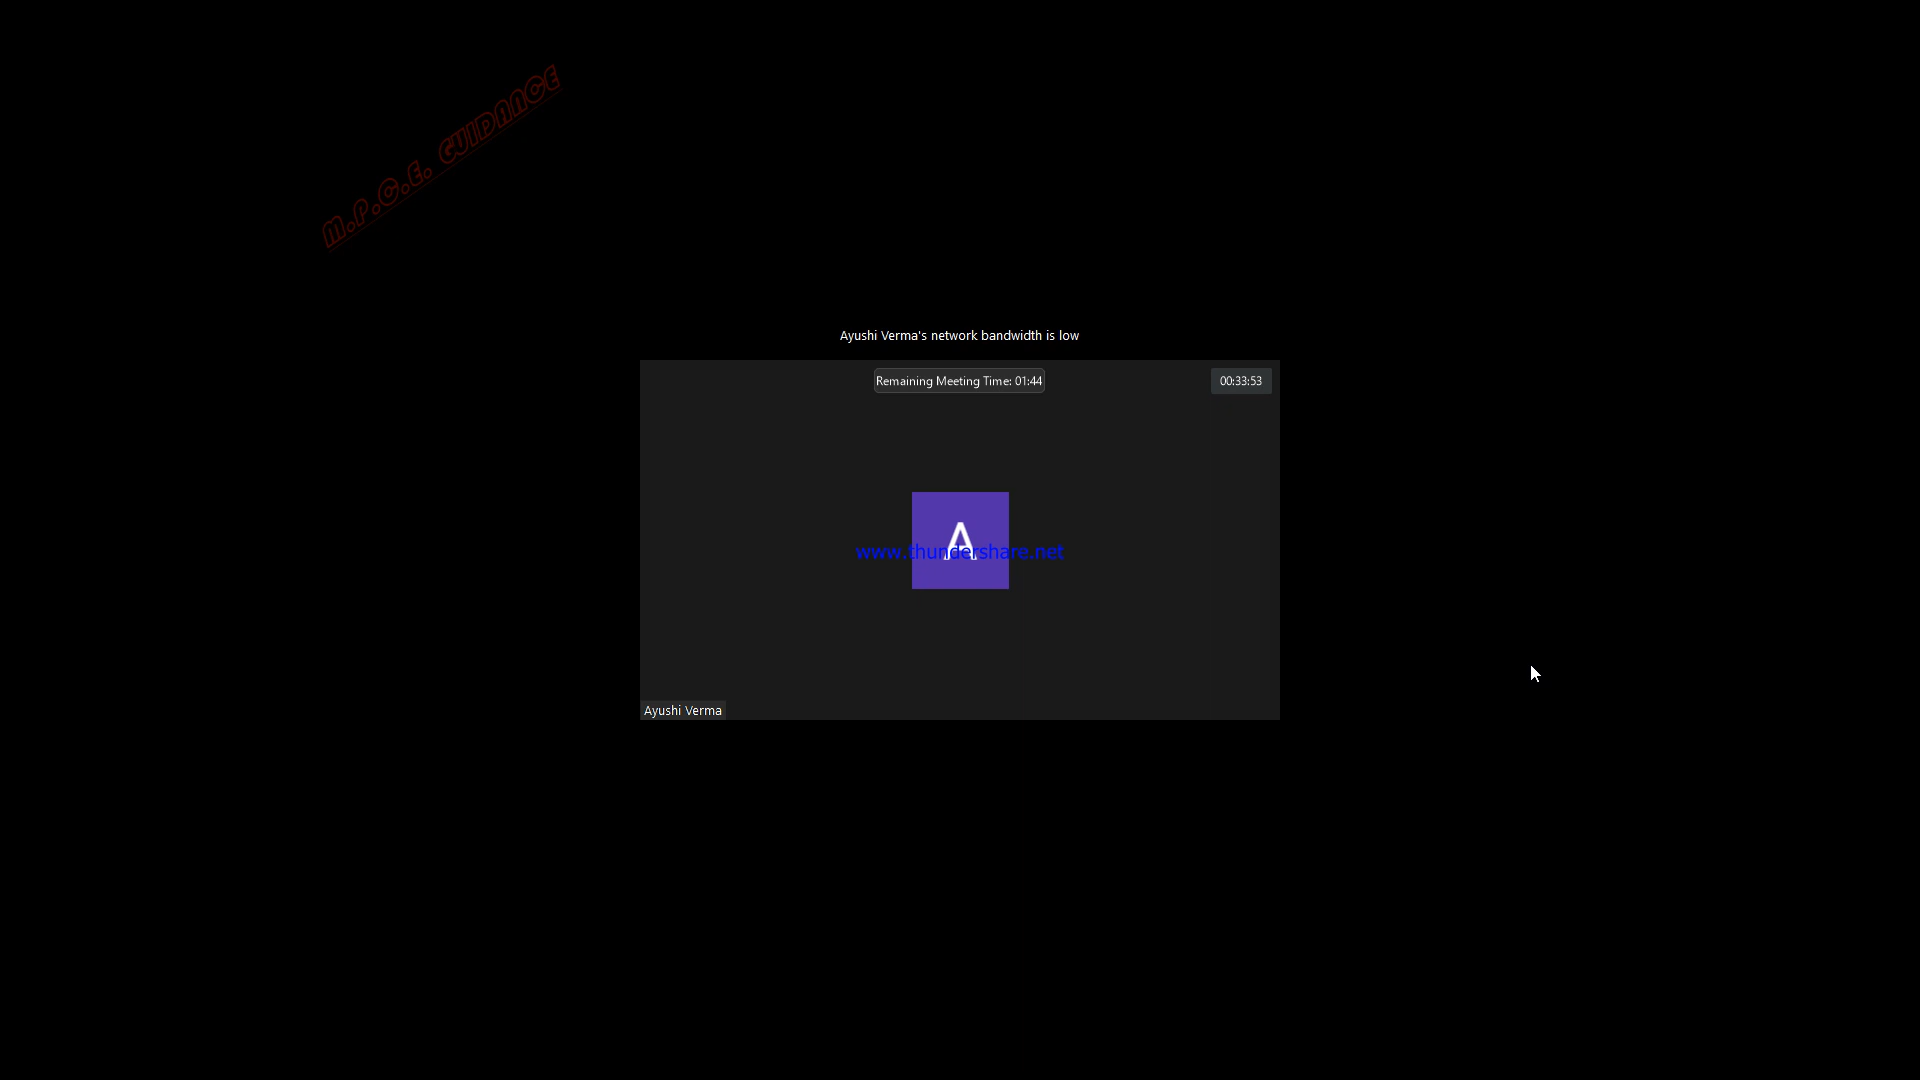 M.P.C.E. GUIDANCE
Ayushi Verma's network bandwidth is low
Remaining Meeting Time: 01:44
00:33:53
A
www.thundershare.net
Ayushi Verma